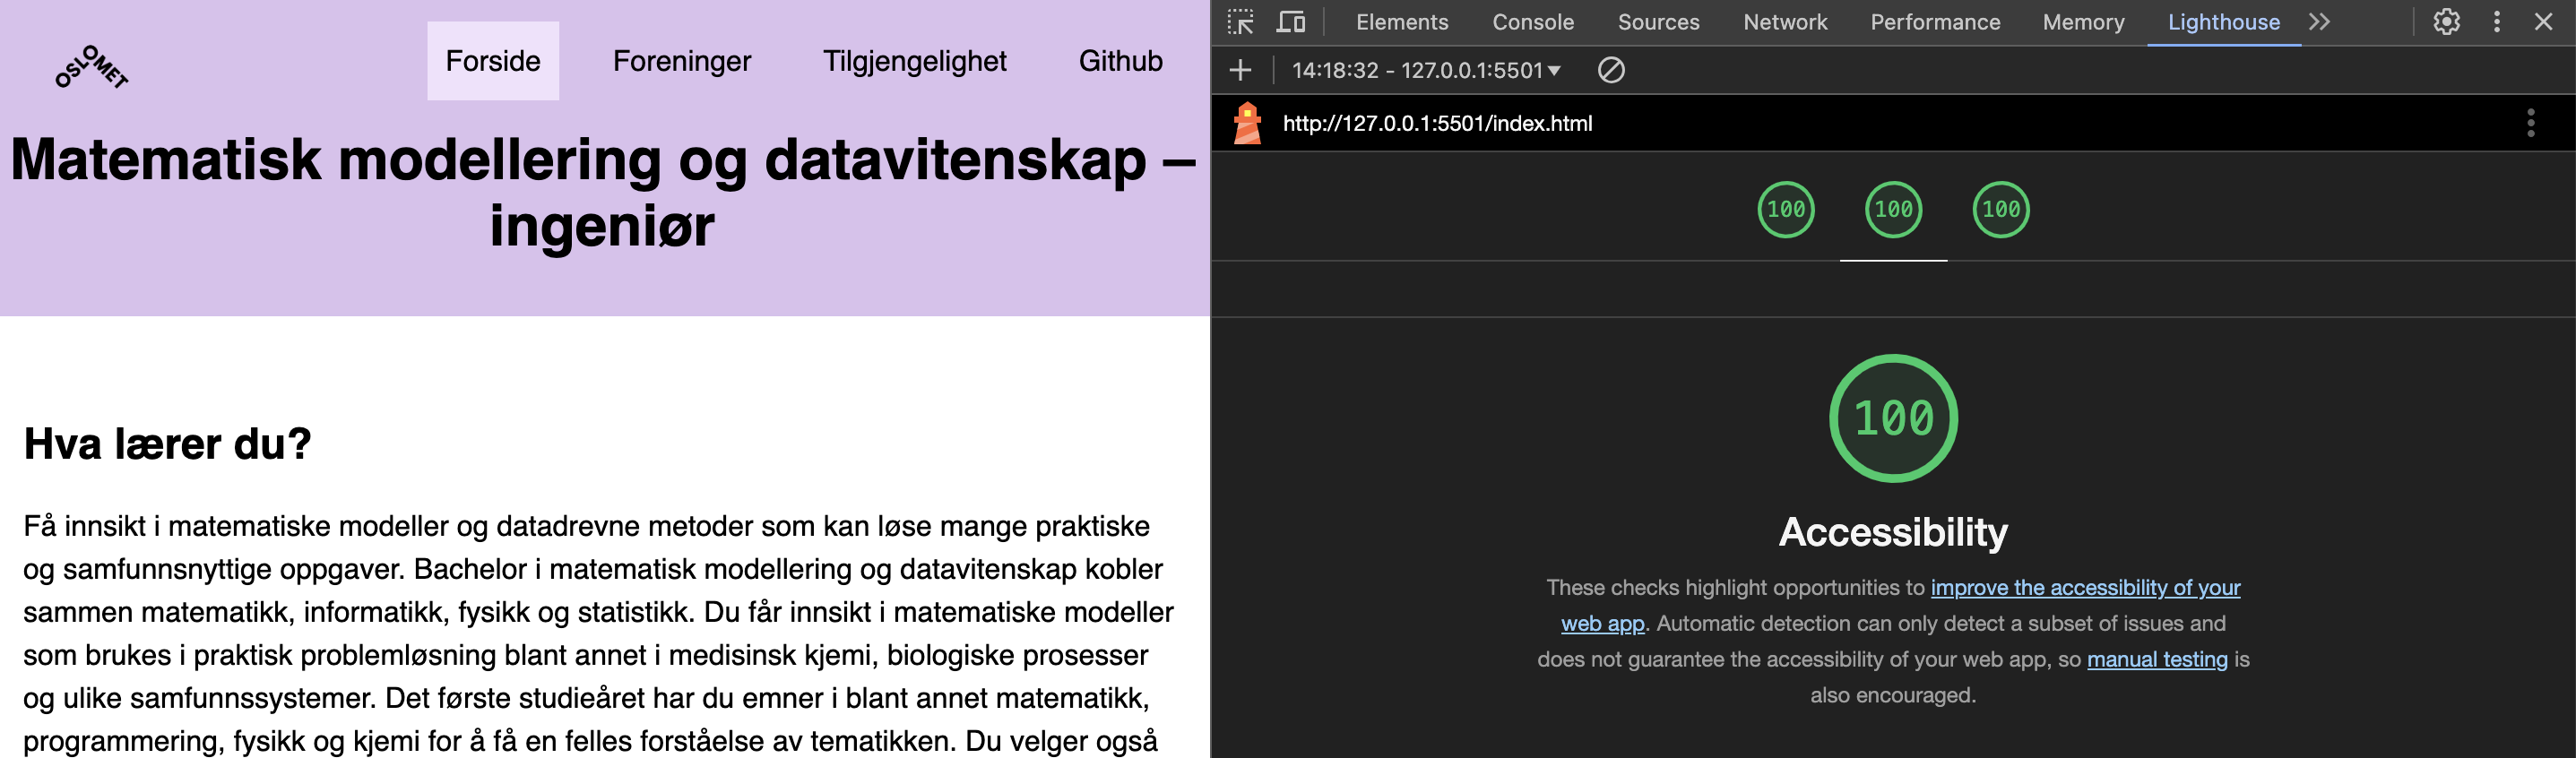 OSLOMET
Forside Foreninger Tilgjengelighet Github
Matematisk modellering og datavitenskap –
ingeniør
Hva lærer du?
Få innsikt i matematiske modeller og datadrevne metoder som kan løse mange praktiske
og samfunnsnyttige oppgaver. Bachelor i matematisk modellering og datavitenskap kobler
sammen matematikk, informatikk, fysikk og statistikk. Du får innsikt i matematiske modeller
som brukes i praktisk problemløsning blant annet i medisinsk kjemi, biologiske prosesser
og ulike samfunnssystemer. Det første studieåret har du emner i blant annet matematikk,
programmering, fysikk og kjemi for å få en felles forståelse av tematikken. Du velger også
Elements Console Sources Network Performance Memory Lighthouse
14:18:32 - 127.0.0.1:5501
http://127.0.0.1:5501/index.html
100 100 100
100
Accessibility
These checks highlight opportunities to improve the accessibility of your
web app. Automatic detection can only detect a subset of issues and
does not guarantee the accessibility of your web app, so manual testing is
also encouraged.